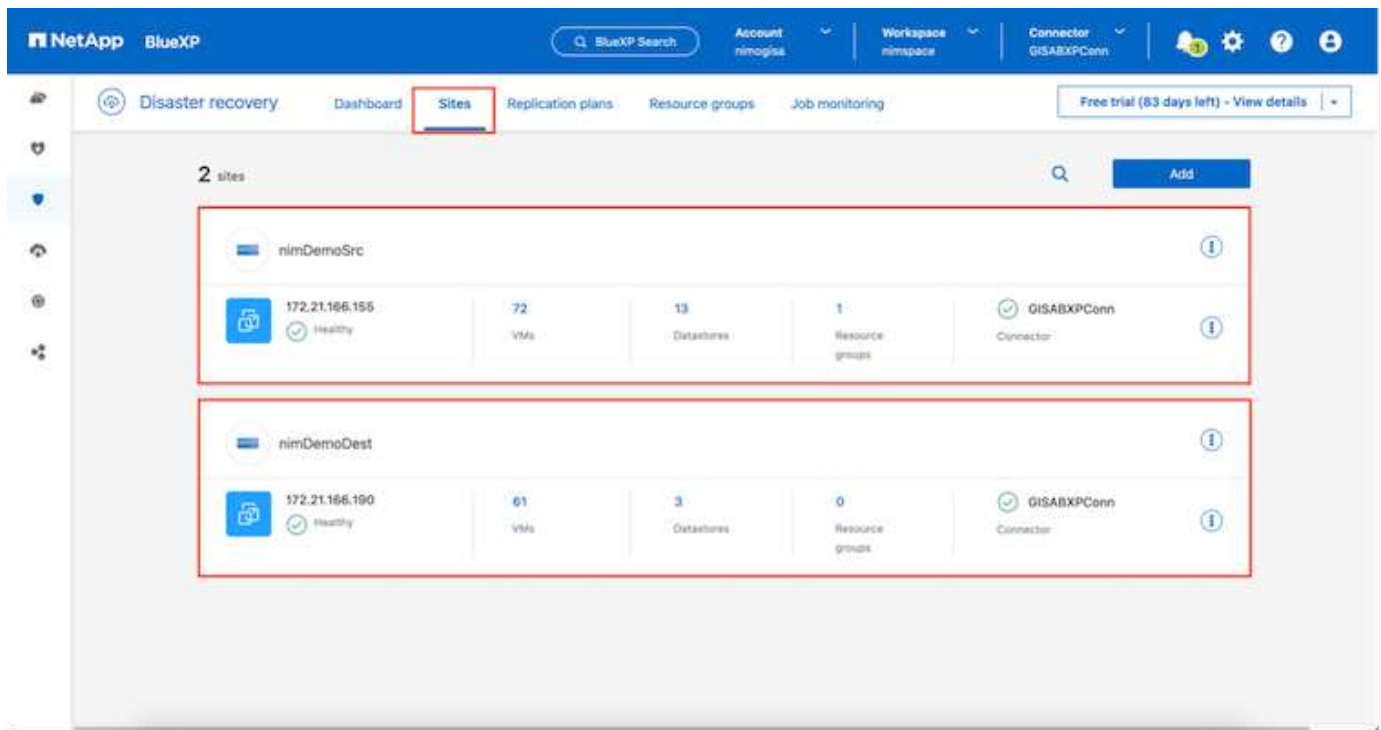 NetApp BlueXP
BlueXP Search
Account
nimogisa
Workspace
nimspace
Connector
GISABXPConn
1
Disaster recovery
Dashboard
Sites
Replication plans
Resource groups
Job monitoring
Free trial (83 days left) - View details
2 sites
Add
nimDemoSrc
172.21.166.155
Healthy
72
VMs
13
Datastores
1
Resource
groups
GISABXPConn
Connector
nimDemoDest
172.21.166.190
Healthy
61
VMs
3
Datastores
0
Resource
groups
GISABXPConn
Connector